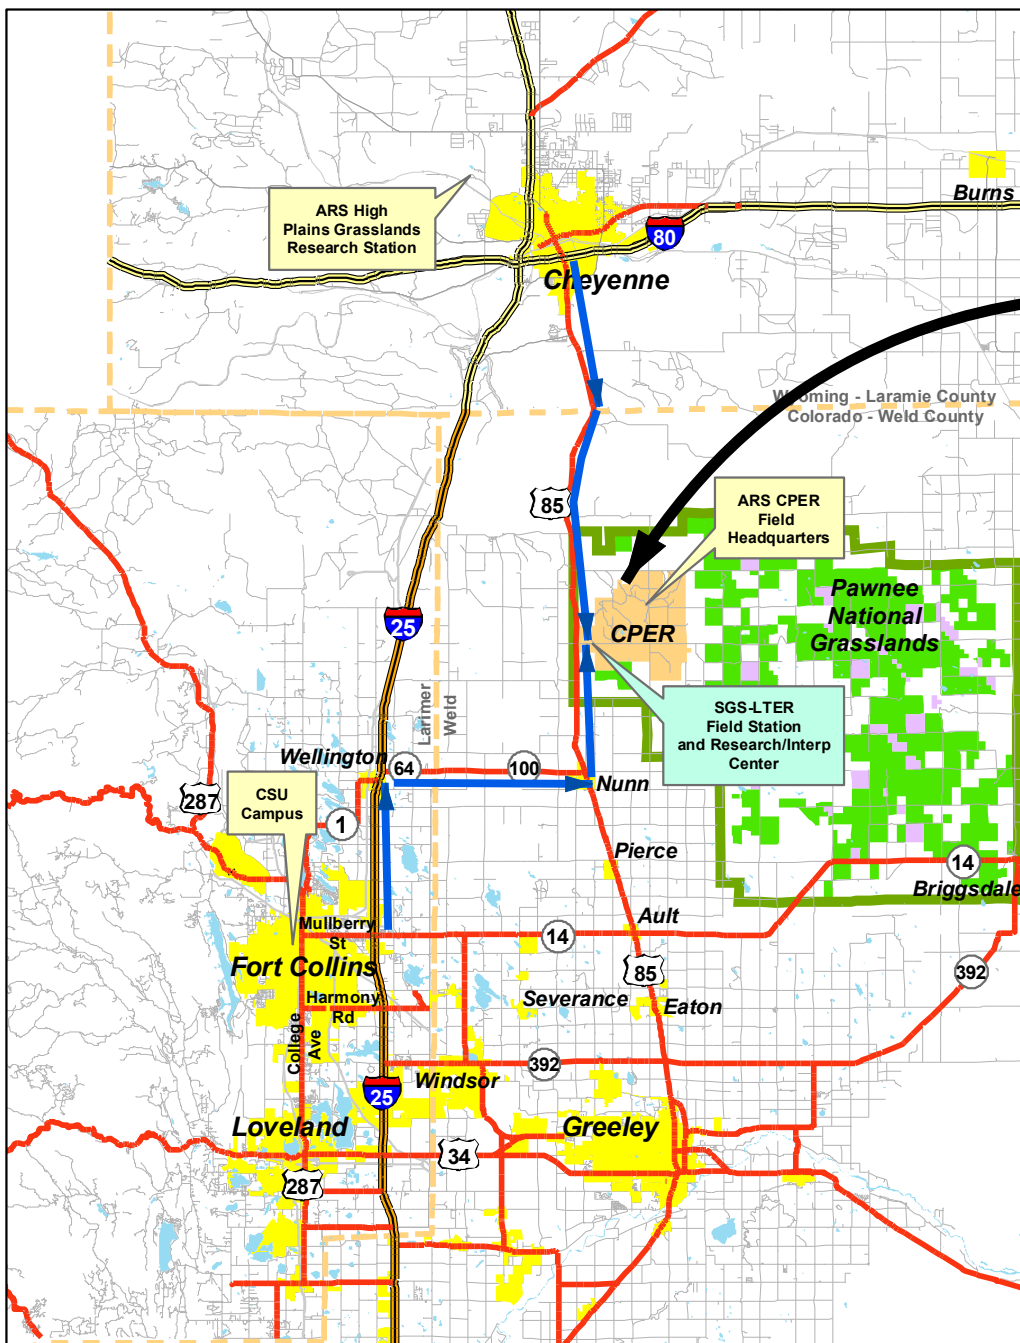 Burns
ARS High
Plains Grasslands
Research Station
80
Cheyenne
Wyoming - Laramie County
Colorado - Weld County
85
ARS CPER
Field
Headquarters
Pawnee
National
Grasslands
25
CPER
SGS-LTER
Field Station
and Research/Interp
Center
Larimer
Weld
Wellington
64
100
Nunn
287
CSU
Campus
1
Pierce
14
Briggsdale
Ault
Mullberry
St
14
Fort Collins
85
392
Harmony
Rd
Severance
Eaton
College
Ave
392
Windsor
25
Loveland
Greeley
34
287